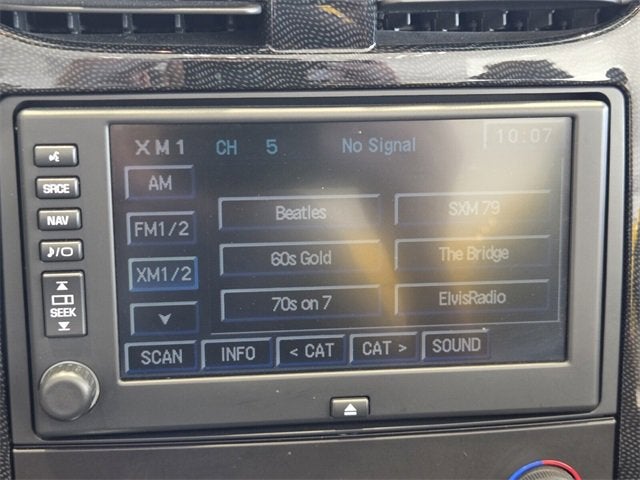 XM1 CH 5 No Signal 10:07
AM
Beatles SXM 79
SRCE
FM1/2
NAV
60s Gold The Bridge
XM1/2
70s on 7 ElvisRadio
SEEK
SCAN INFO < CAT CAT > SOUND